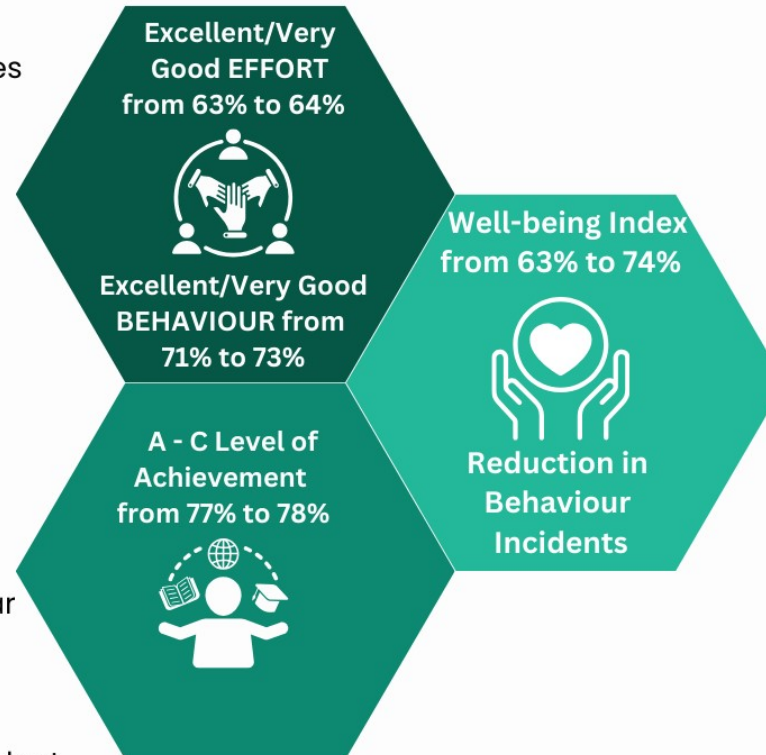 Excellent/Very
Good EFFORT
from 63% to 64%
Excellent/Very Good
BEHAVIOUR from
71% to 73%
Well-being Index
from 63% to 74%
Reduction in
Behaviour
Incidents
A - C Level of
Achievement
from 77% to 78%